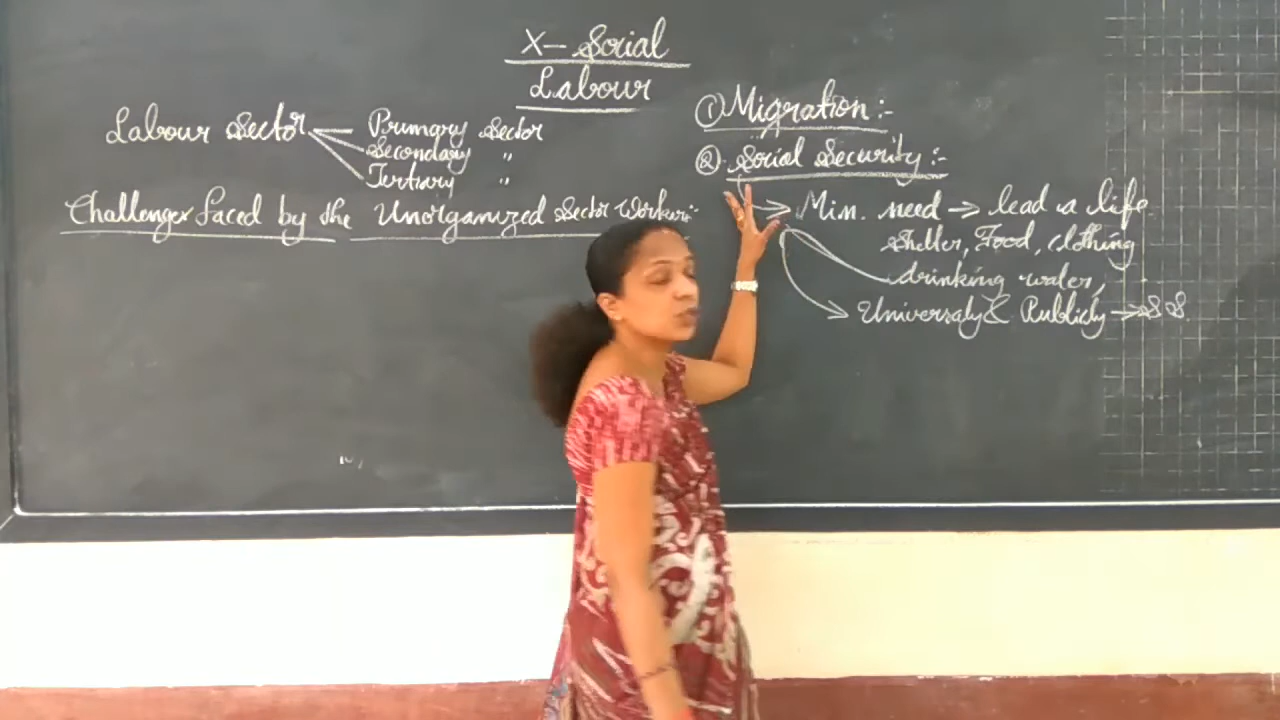 X- Social
Labour
Labour Sector
Primary Sector
Secondary "
Tertiary "
Challenges faced by the Unorganized Sector Workers:-
① Migration :-
② Social Security :-
→ Min. need → lead a life
Shelter, Food, clothing
drinking water,
→ Universaly & Publicly → S S.